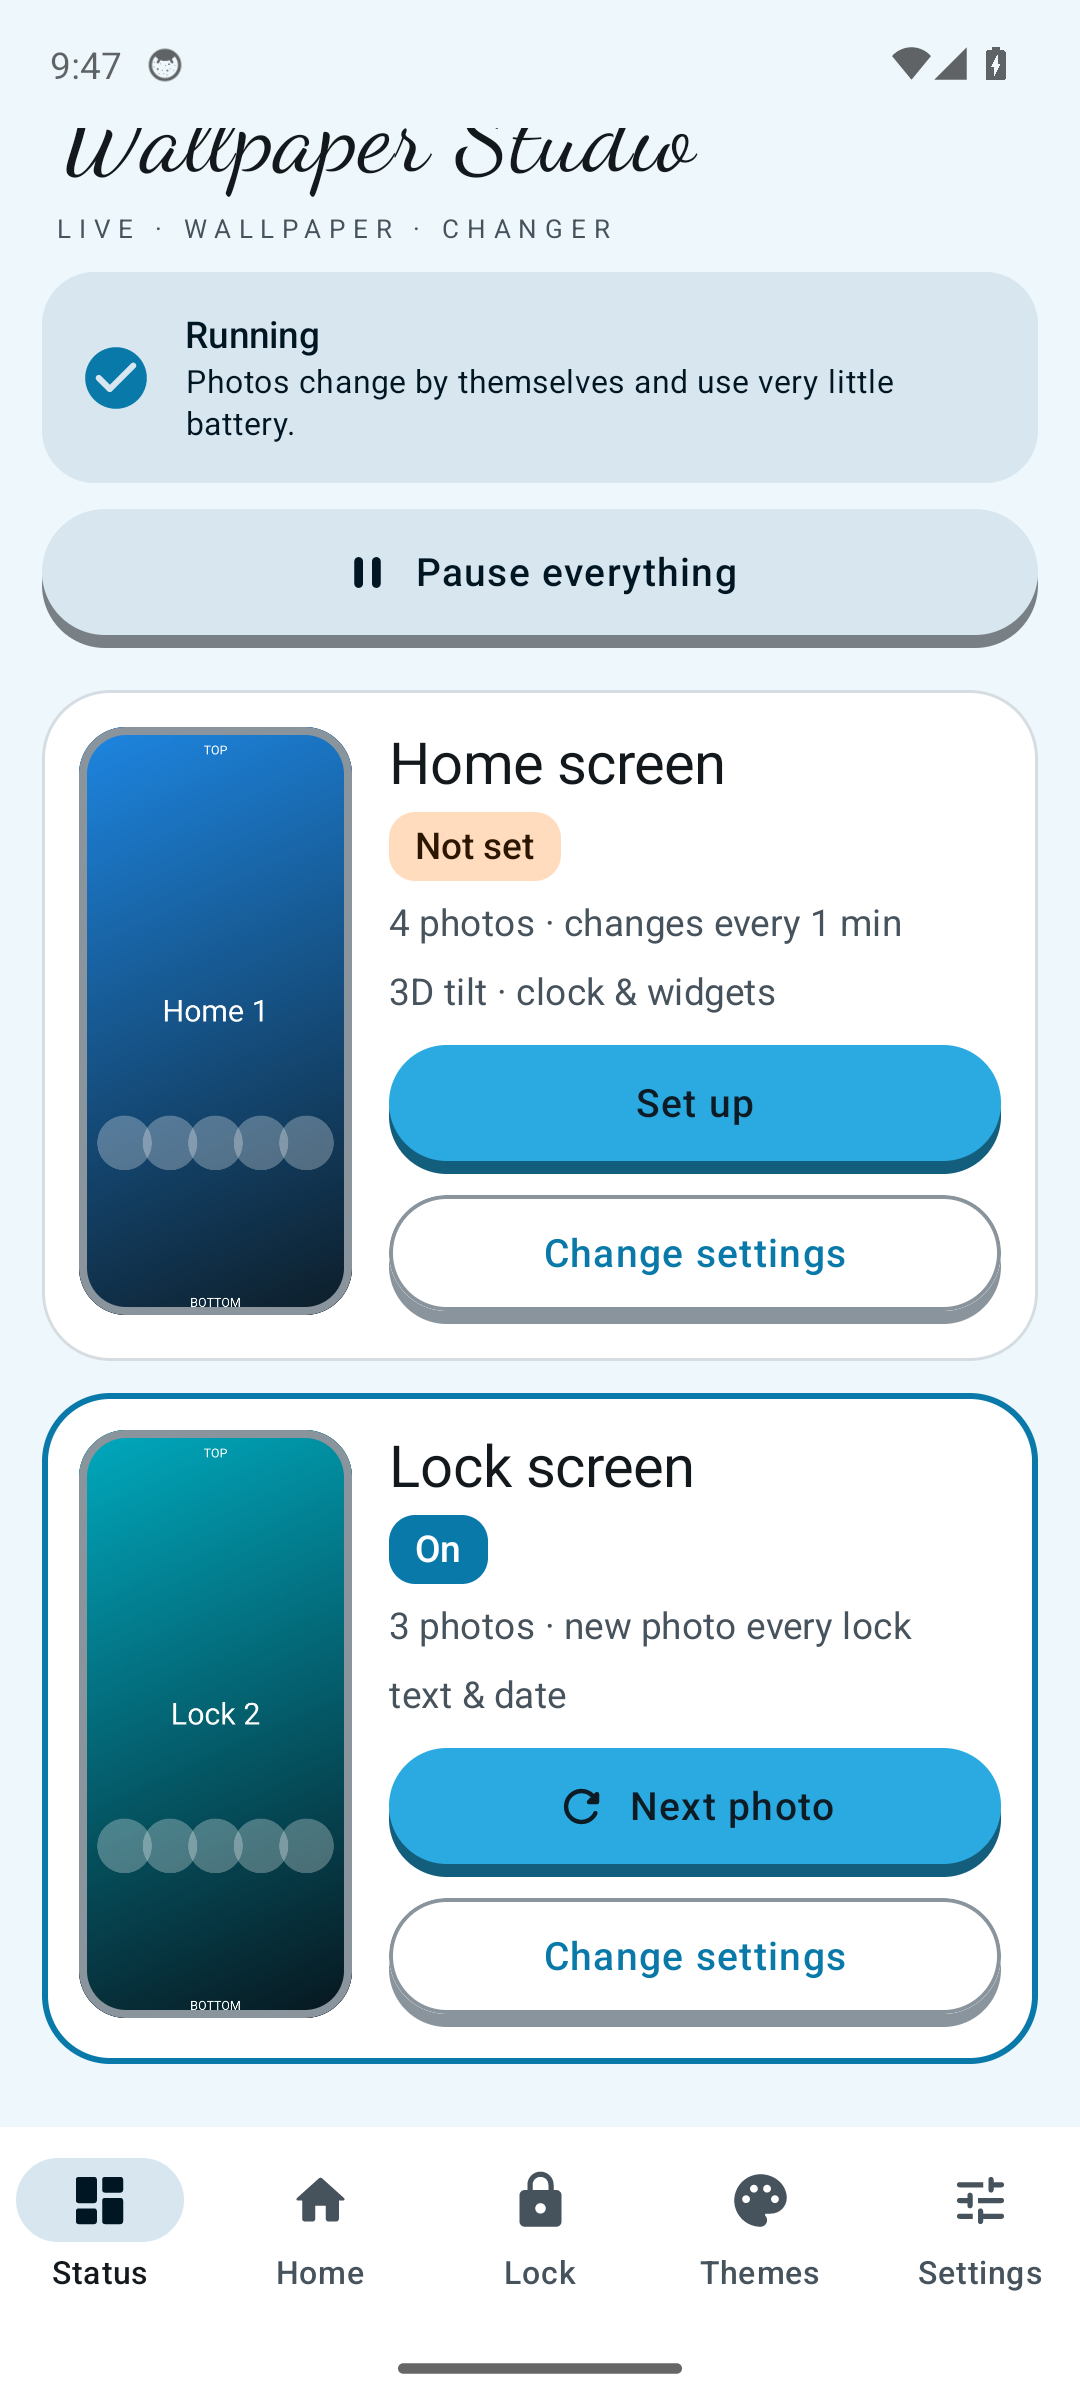 9:47
Wallpaper Studio
LIVE · WALLPAPER · CHANGER
Running
Photos change by themselves and use very little
battery.
Pause everything
TOP
Home 1
BOTTOM
Home screen
Not set
4 photos · changes every 1 min
3D tilt · clock & widgets
Set up
Change settings
TOP
Lock 2
BOTTOM
Lock screen
On
3 photos · new photo every lock
text & date
Next photo
Change settings
Status
Home
Lock
Themes
Settings